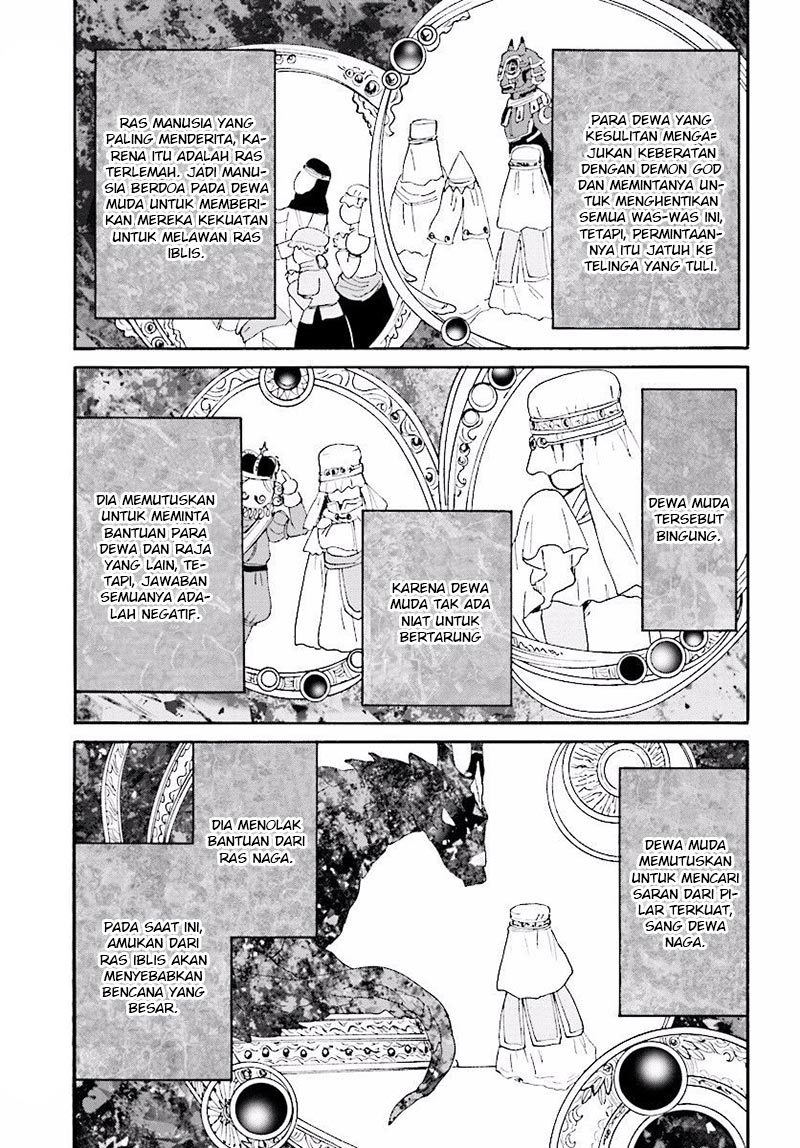 PARA DEWA YANG
KESULITAN MENGA=
JUKAN KEBERATAN
DENGAN DEMON GOD
DAN MEMINTANYA UN-
TUK MENGHENTIKAN
SEMUA WAS-WAS INI,
TETAPI, PERMINTAAN-
NYA ITU JATUH KE
TELINGA YANG TULI.
RAS MANUSIA YANG
PALING MENDERITA, KA-
RENA ITU ADALAH RAS
TERLEMAH. JADI MANU-
SIA BERDOA PADA DEWA
MUDA UNTUK MEMBERI-
KAN MEREKA KEKUATAN
UNTUK MELAWAN RAS
IBLIS.
DEWA MUDA
TERSEBUT
BINGUNG.
KARENA DEWA
MUDA TAK ADA
NIAT UNTUK
BERTARUNG
DIA MEMUTUSKAN
UNTUK MEMINTA
BANTUAN PARA
DEWA DAN RAJA
YANG LAIN, TE-
TAPI, JAWABAN
SEMUANYA ADA-
LAH NEGATIF.
DEWA MUDA
MEMUTUSKAN
UNTUK MENCARI
SARAN DARI PI-
LAR TERKUAT,
SANG DEWA
NAGA.
DIA MENOLAK
BANTUAN DARI
RAS NAGA.
PADA SAAT INI,
AMUKAN DARI
RAS IBLIS AKAN
MENYEBABKAN
BENCANA YANG
BESAR.